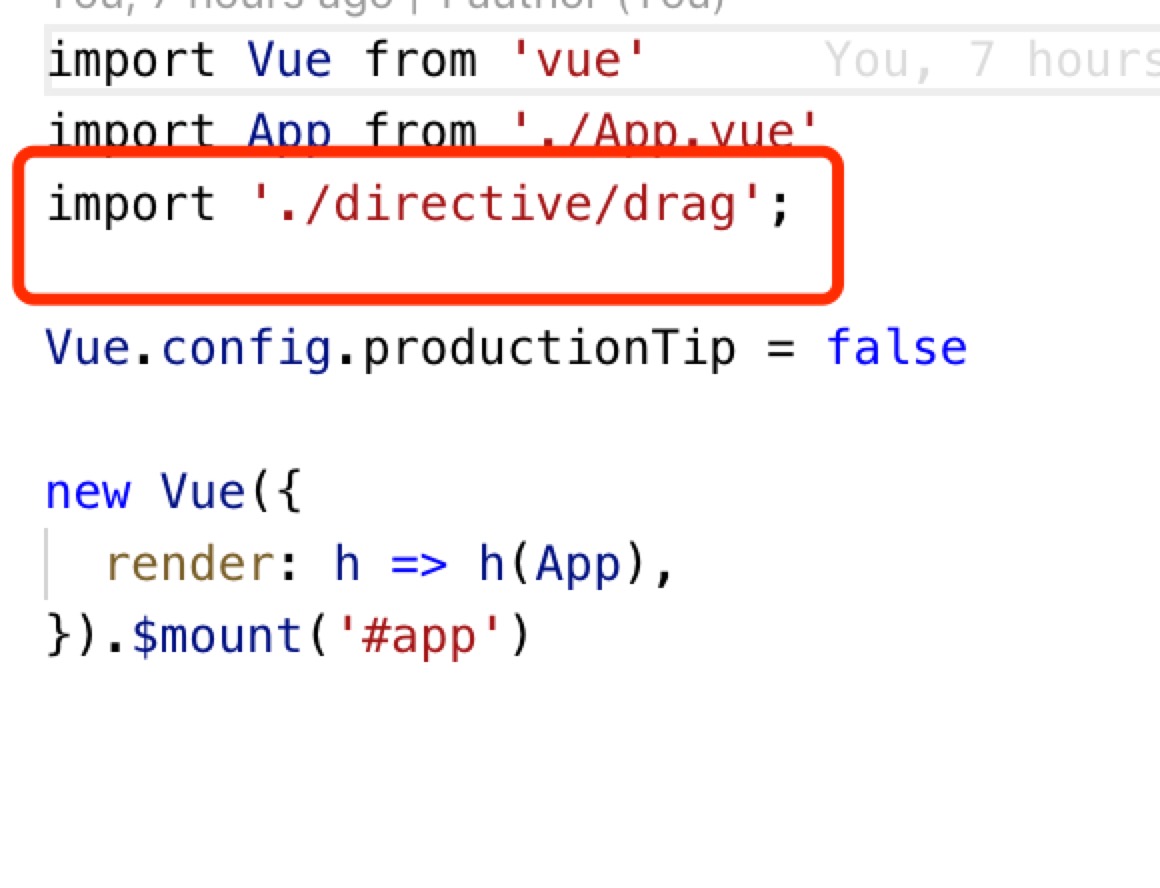 You, 7 hours ago | 1 author (You)
import Vue from 'vue' You, 7 hours
import App from './App.vue'
import './directive/drag';
Vue.config.productionTip = false
new Vue({
render: h => h(App),
}).$mount('#app')